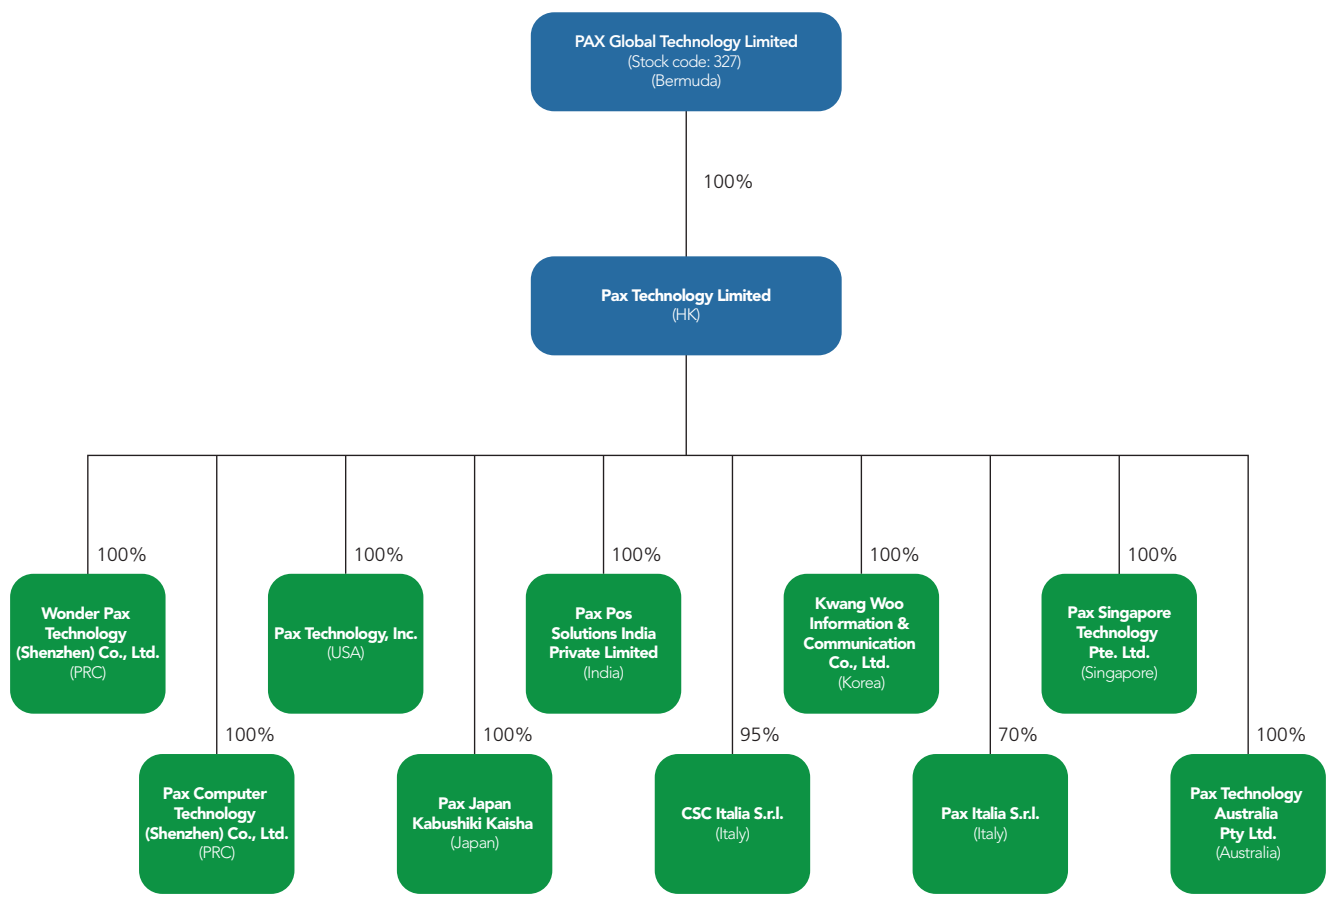 PAX Global Technology Limited
(Stock code: 327)
(Bermuda)
100%
Pax Technology Limited
(HK)
100%
Wonder Pax
Technology
(Shenzhen) Co., Ltd.
(PRC)
100%
Pax Technology, Inc.
(USA)
100%
Pax Pos
Solutions India
Private Limited
(India)
100%
Kwang Woo
Information &
Communication
Co., Ltd.
(Korea)
100%
Pax Singapore
Technology
Pte. Ltd.
(Singapore)
100%
Pax Computer
Technology
(Shenzhen) Co., Ltd.
(PRC)
100%
Pax Japan
Kabushiki Kaisha
(Japan)
95%
CSC Italia S.r.l.
(Italy)
70%
Pax Italia S.r.l.
(Italy)
100%
Pax Technology
Australia
Pty Ltd.
(Australia)